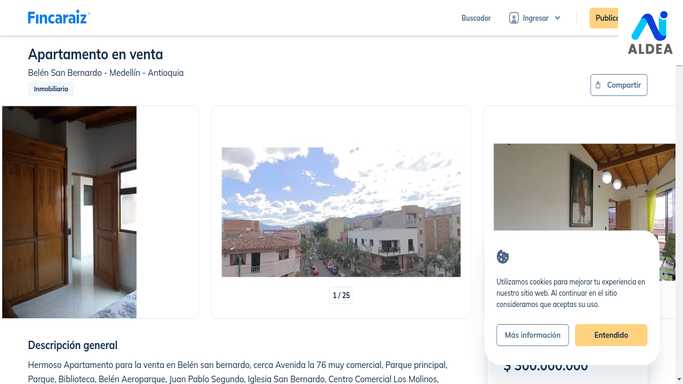 Fincaraíz
Buscador
Ingresar
Public
ALDEA
Apartamento en venta
Belén San Bernardo - Medellín - Antioquia
Inmobiliario
Compartir
1 / 25
Utilizamos cookies para mejorar tu experiencia en
nuestro sitio web. Al continuar en el sitio
consideramos que aceptas su uso.
Más información
Entendido
$ 300.000.000
Descripción general
Hermoso Apartamento para la venta en Belén san bernardo, cerca Avenida la 76 muy comercial, Parque principal,
Parque, Biblioteca, Belén Aeroparque, Juan Pablo Segundo, Iglesia San Bernardo, Centro Comercial Los Molinos,